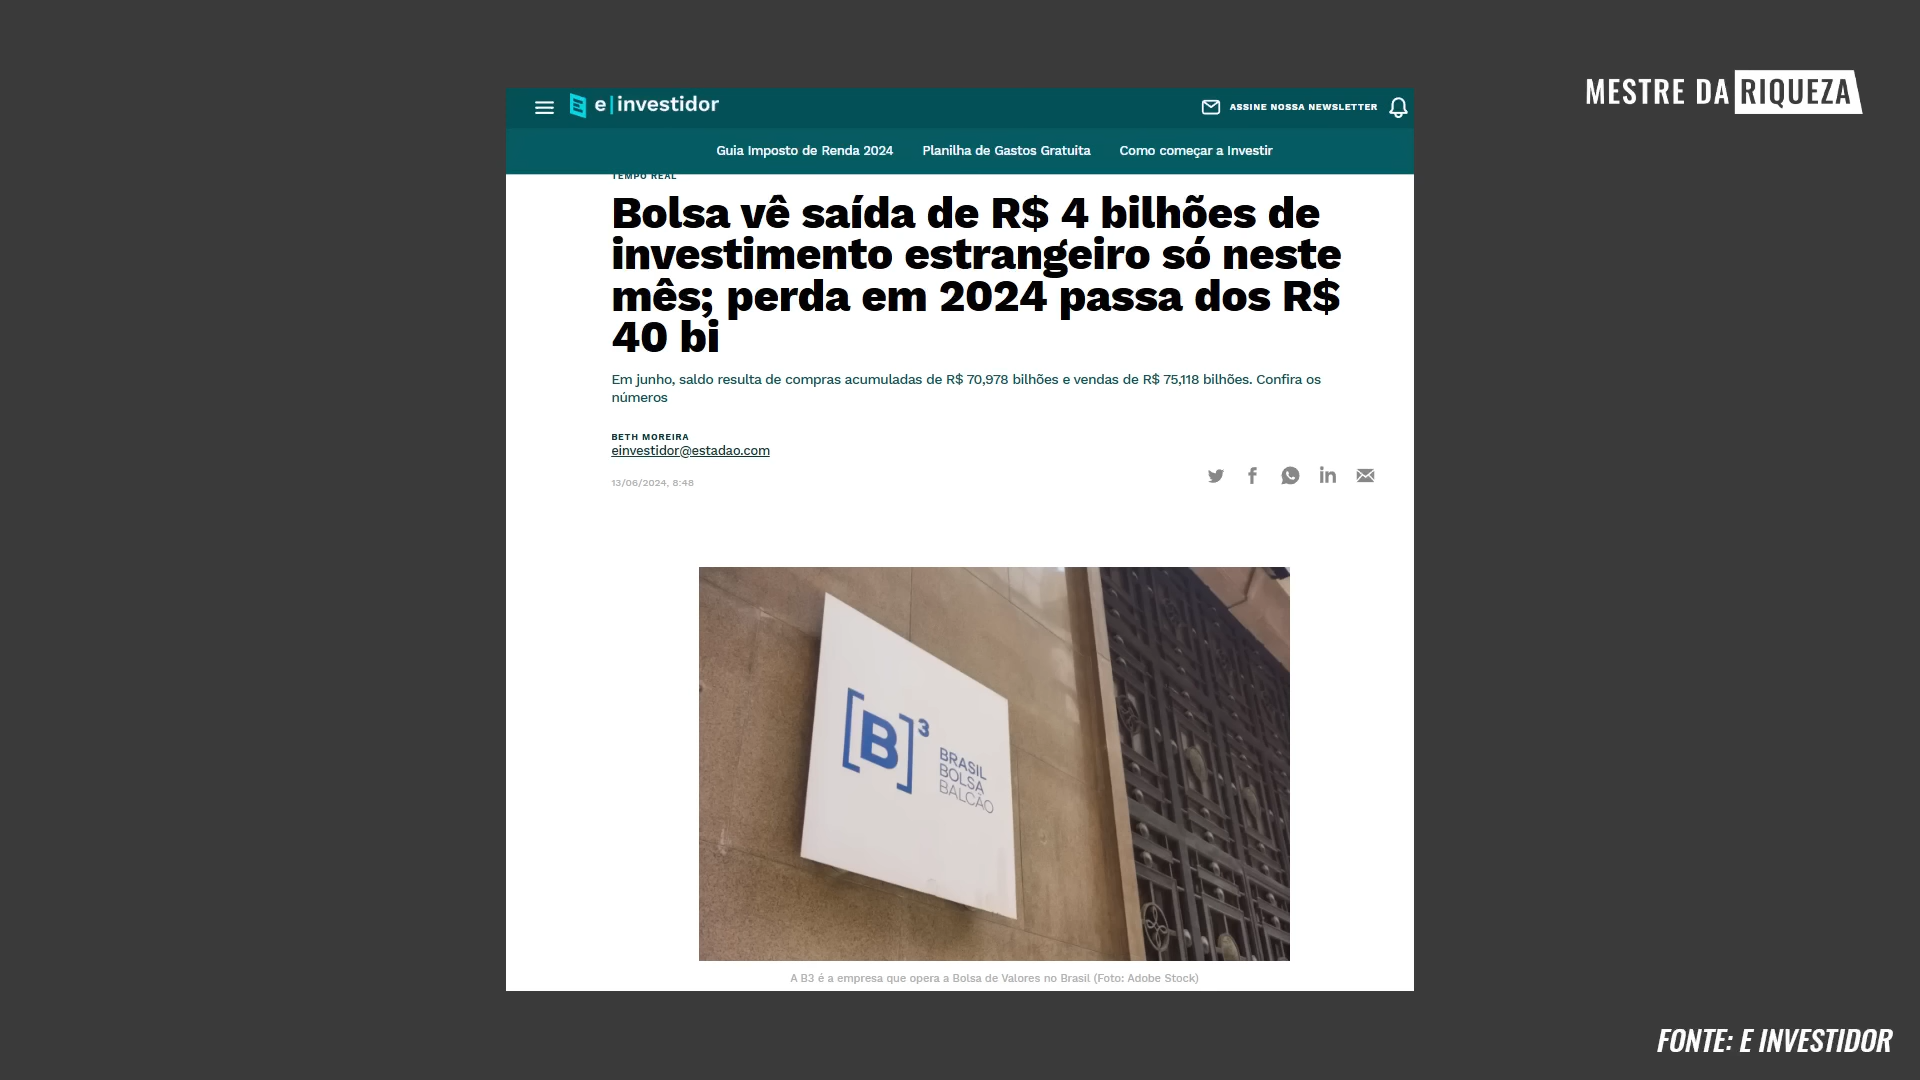 MESTRE DA RIQUEZA
e|investidor
ASSINE NOSSA NEWSLETTER
Guia Imposto de Renda 2024
Planilha de Gastos Gratuita
Como começar a Investir
TEMPO REAL
Bolsa vê saída de R$ 4 bilhões de
investimento estrangeiro só neste
mês; perda em 2024 passa dos R$
40 bi
Em junho, saldo resulta de compras acumuladas de R$ 70,978 bilhões e vendas de R$ 75,118 bilhões. Confira os
números
BETH MOREIRA
einvestidor@estadao.com
13/06/2024, 8:48
[B]³
BRASIL
BOLSA
BALCÃO
A B3 é a empresa que opera a Bolsa de Valores no Brasil (Foto: Adobe Stock)
FONTE: E INVESTIDOR